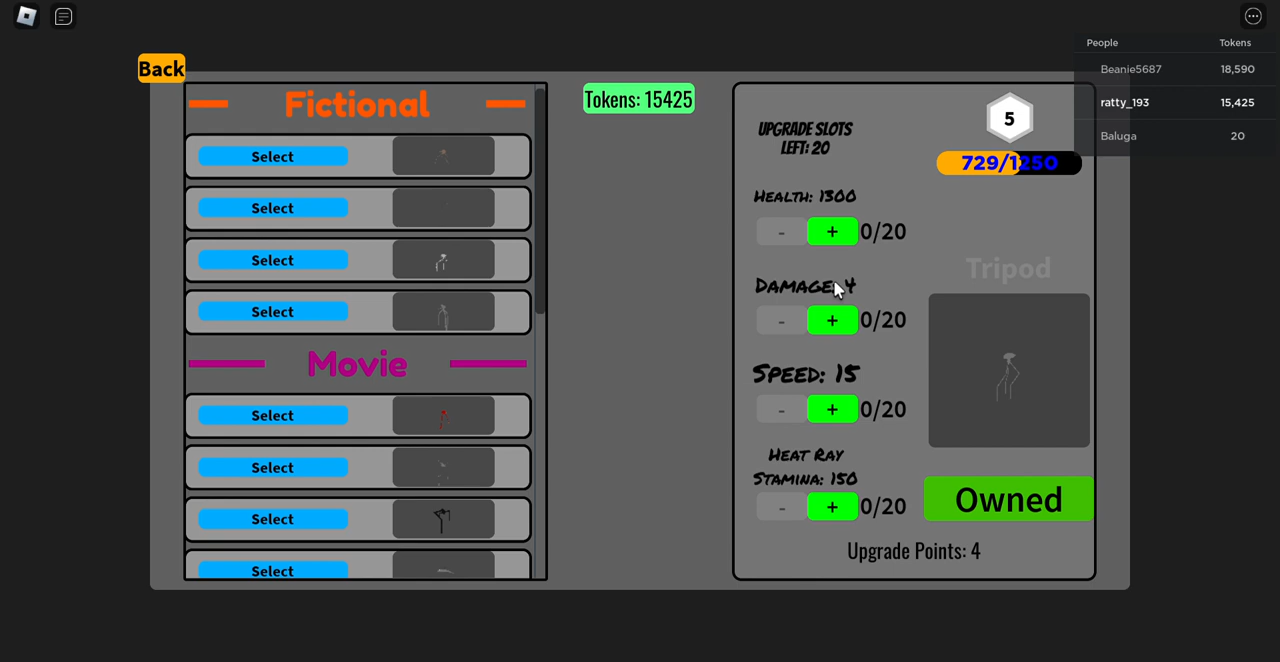 People Tokens
Beanie5687 18,590
ratty_193 15,425
Baluga 20
Back
Fictional
Select
Select
Select
Select
Movie
Select
Select
Select
Select
Tokens: 15425
UPGRADE SLOTS
LEFT: 20
5
729/1250
HEALTH: 1300
- + 0/20
DAMAGE: 4
- + 0/20
SPEED: 15
- + 0/20
HEAT RAY
STAMINA: 150
- + 0/20
Tripod
Owned
Upgrade Points: 4